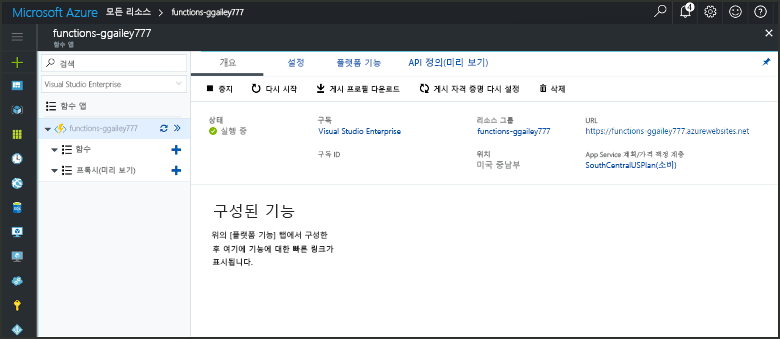 Microsoft Azure 모든 리소스 > functions-ggailey777
4
functions-ggailey777
함수 앱
검색
Visual Studio Enterprise
함수 앱
functions-ggailey777
함수
프록시(미리 보기)
개요 설정 플랫폼 기능 API 정의(미리 보기)
중지 다시 시작 게시 프로필 다운로드 게시 자격 증명 다시 설정 삭제
상태 구독 리소스 그룹 URL
실행 중 Visual Studio Enterprise functions-ggailey777 https://functions-ggailey777.azurewebsites.net
구독 ID 위치 App Service 계획/가격 책정 계층
미국 중남부 SouthCentralUSPlan(소비)
구성된 기능
위의 [플랫폼 기능] 탭에서 구성한
후 여기에 기능에 대한 빠른 링크가
표시됩니다.